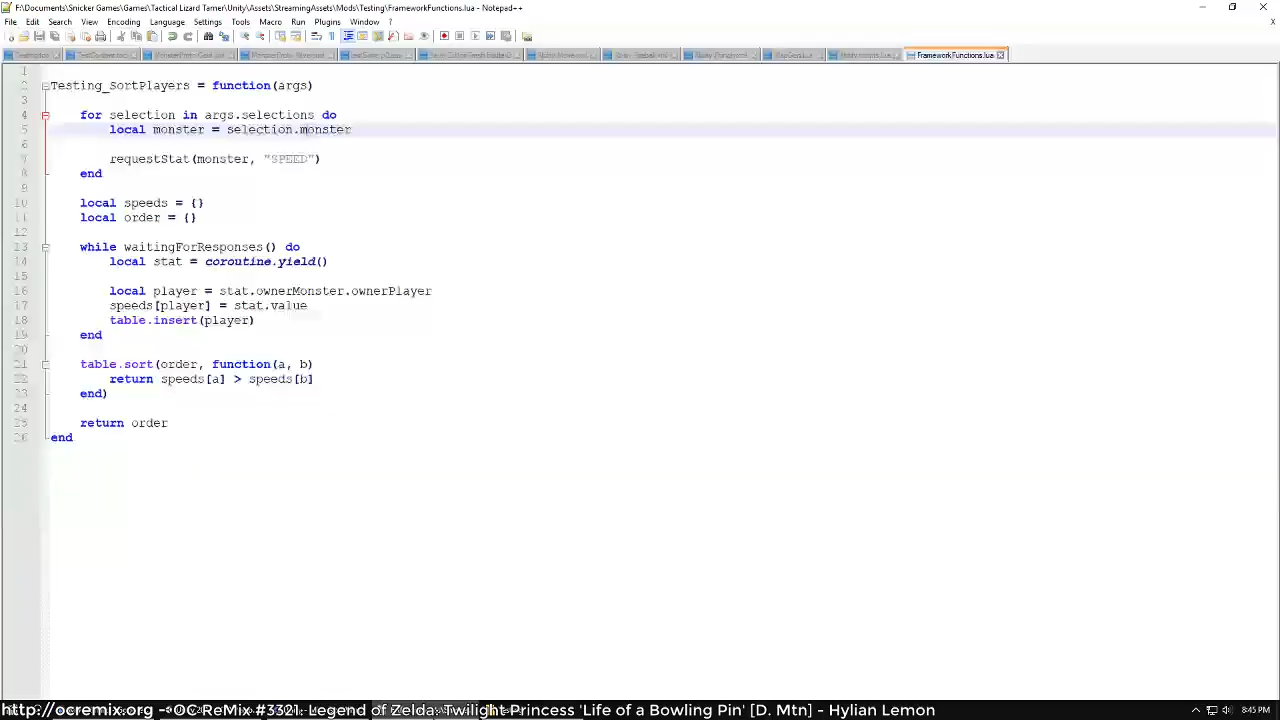 F:\Documents\Snicker Games\Games\Tactical Lizard Tamer\Unity\Assets\StreamingAssets\Mods\Testing\FrameworkFunctions.lua - Notepad++
File Edit Search View Encoding Language Settings Tools Macro Run Plugins Window ?
FrameworkFunctions.lua
1
2 Testing_SortPlayers = function(args)
3
4 for selection in args.selections do
5 local monster = selection.monster
6
7 requestStat(monster, "SPEED")
8 end
9
10 local speeds = {}
11 local order = {}
12
13 while waitingForResponses() do
14 local stat = coroutine.yield()
15
16 local player = stat.ownerMonster.ownerPlayer
17 speeds[player] = stat.value
18 table.insert(player)
19 end
20
21 table.sort(order, function(a, b)
22 return speeds[a] > speeds[b]
23 end)
24
25 return order
26 end
http://ocremix.org - OC ReMix #3321: Legend of Zelda: Twilight Princess 'Life of a Bowling Pin' [D. Mtn] - Hylian Lemon
8:45 PM